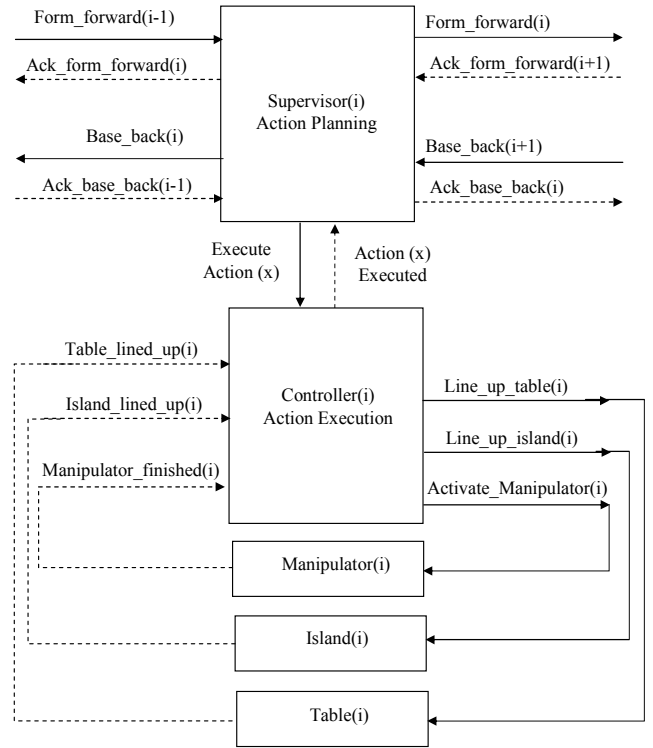 Form_forward(i-1)
Form_forward(i)
Ack_form_forward(i)
Ack_form_forward(i+1)
Supervisor(i)
Action Planning
Base_back(i)
Base_back(i+1)
Ack_base_back(i-1)
Ack_base_back(i)
Execute
Action (x)
Action (x)
Executed
Table_lined_up(i)
Island_lined_up(i)
Manipulator_finished(i)
Controller(i)
Action Execution
Line_up_table(i)
Line_up_island(i)
Activate_Manipulator(i)
Manipulator(i)
Island(i)
Table(i)